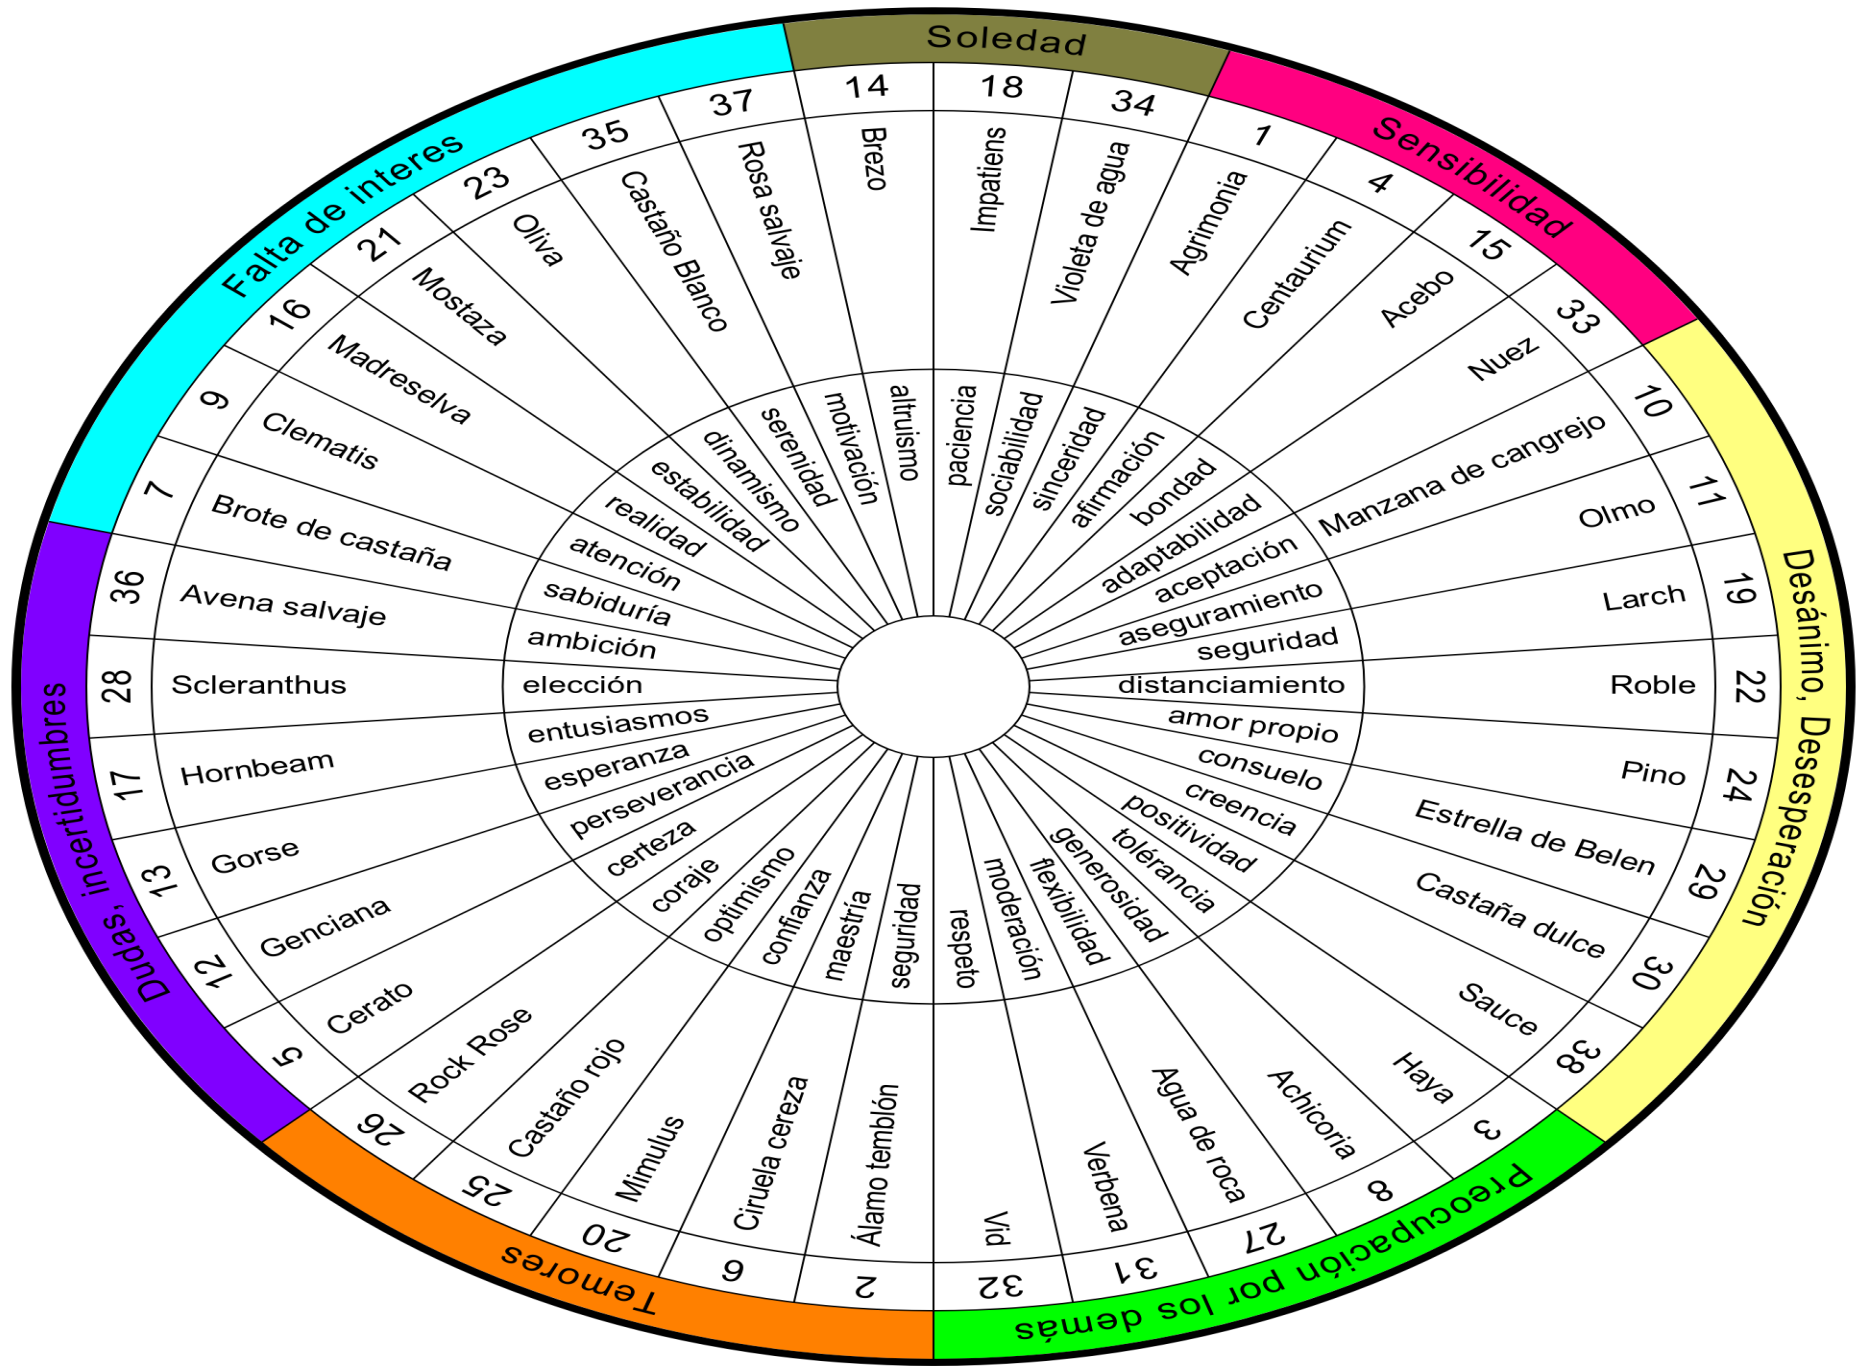 Soledad
14
Brezo
altruismo
18
Impatiens
paciencia
34
Violeta de agua
sociabilidad
Sensibilidad
1
Agrimonia
sinceridad
4
Centaurium
afirmación
15
Acebo
bondad
33
Nuez
adaptabilidad
Desánimo, Desesperación
10
Manzana de cangrejo
aceptación
11
Olmo
aseguramiento
19
Larch
seguridad
22
Roble
distanciamiento
24
Pino
amor propio
29
Estrella de Belen
consuelo
30
Castaña dulce
creencia
38
Sauce
positividad
Preocupación por los demás
3
Haya
tolérancia
8
Achicoria
generosidad
27
Agua de roca
flexibilidad
31
Verbena
moderación
32
Vid
respeto
Temores
2
Álamo temblón
seguridad
6
Ciruela cereza
maestría
20
Mimulus
confianza
25
Castaño rojo
optimismo
26
Rock Rose
coraje
Dudas, incertidumbres
5
Cerato
certeza
12
Genciana
perseverancia
13
Gorse
esperanza
17
Hornbeam
entusiasmos
28
Scleranthus
elección
36
Avena salvaje
ambición
Falta de interes
7
Brote de castaña
sabiduría
9
Clematis
atención
16
Madreselva
realidad
21
Mostaza
estabilidad
23
Oliva
dinamismo
35
Castaño Blanco
serenidad
37
Rosa salvaje
motivación